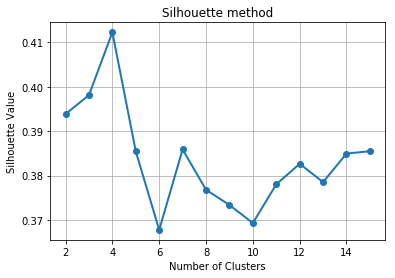 Silhouette method
0.41
0.40
0.39
0.38
0.37
Silhouette Value
2 4 6 8 10 12 14
Number of Clusters